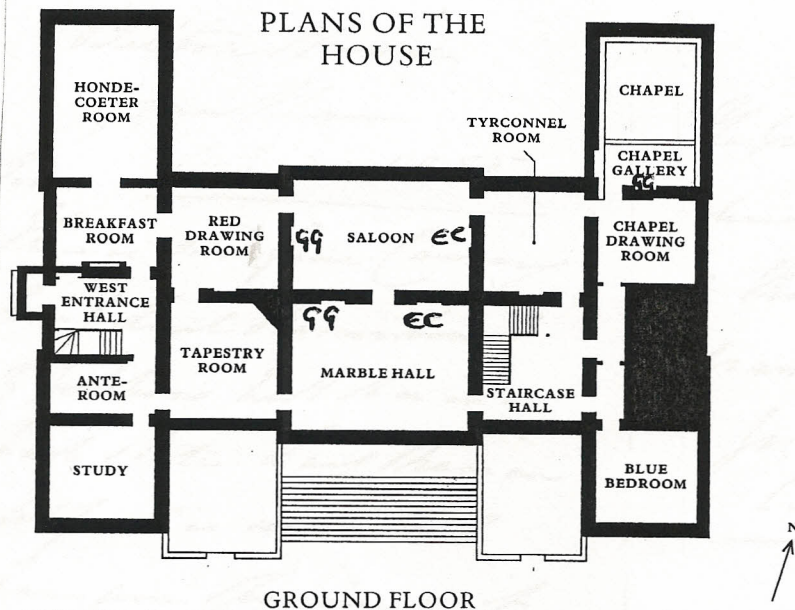 PLANS OF THE
HOUSE
HONDE-
COETER
ROOM
CHAPEL
TYRCONNEL
ROOM
CHAPEL
GALLERY
GG
BREAKFAST
ROOM
RED
DRAWING
ROOM
GG
SALOON
EC
CHAPEL
DRAWING
ROOM
WEST
ENTRANCE
HALL
GG
EC
TAPESTRY
ROOM
MARBLE HALL
ANTE-
ROOM
STAIRCASE
HALL
STUDY
BLUE
BEDROOM
N
GROUND FLOOR